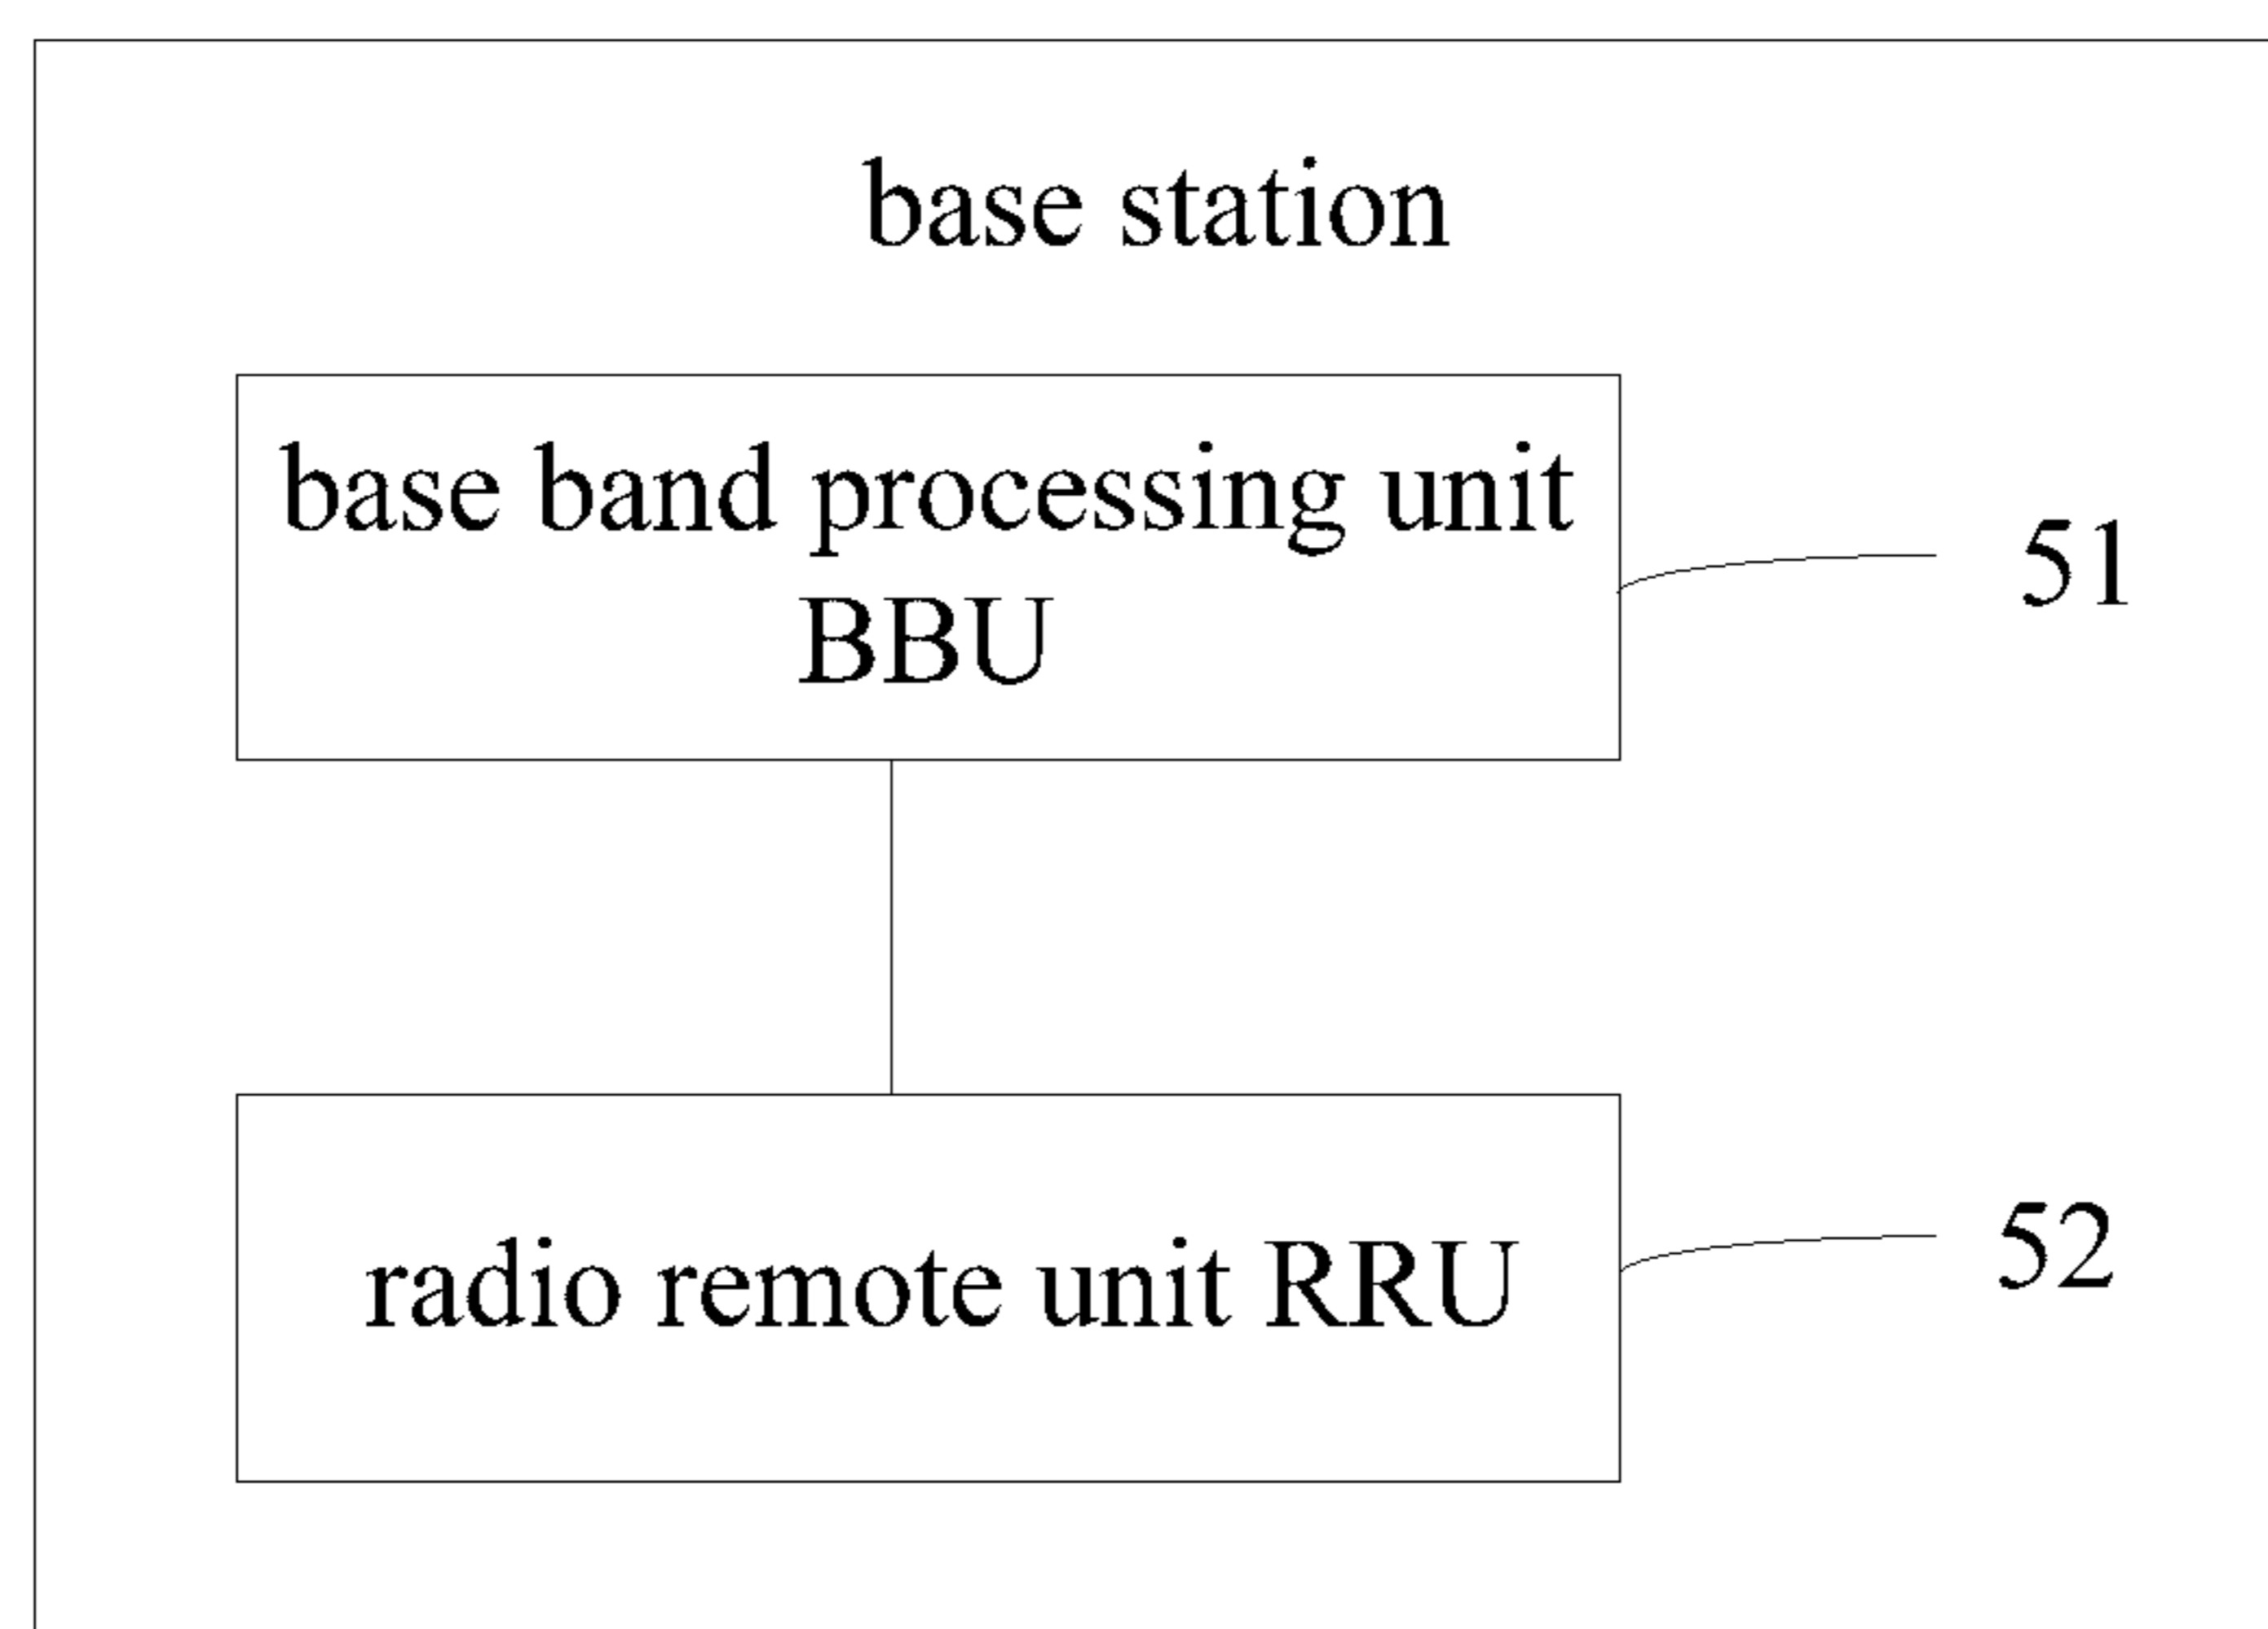 base station
base band processing unit
BBU
51
radio remote unit RRU
52